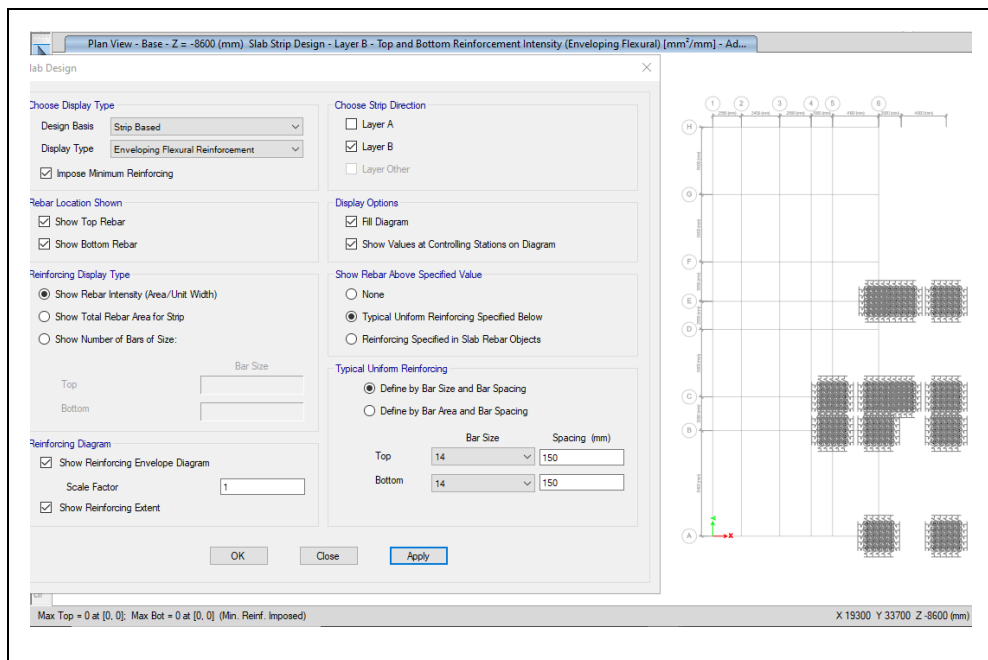 Plan View - Base - Z = -8600 (mm) Slab Strip Design - Layer B - Top and Bottom Reinforcement Intensity (Enveloping Flexural) [mm²/mm] - Ad...
lab Design
Choose Display Type
Design Basis Strip Based
Display Type Enveloping Flexural Reinforcement
Impose Minimum Reinforcing
Rebar Location Shown
Show Top Rebar
Show Bottom Rebar
Reinforcing Display Type
Show Rebar Intensity (Area/Unit Width)
Show Total Rebar Area for Strip
Show Number of Bars of Size:
Bar Size
Top
Bottom
Reinforcing Diagram
Show Reinforcing Envelope Diagram
Scale Factor 1
Show Reinforcing Extent
Choose Strip Direction
Layer A
Layer B
Layer Other
Display Options
Fill Diagram
Show Values at Controlling Stations on Diagram
Show Rebar Above Specified Value
None
Typical Uniform Reinforcing Specified Below
Reinforcing Specified in Slab Rebar Objects
Typical Uniform Reinforcing
Define by Bar Size and Bar Spacing
Define by Bar Area and Bar Spacing
Bar Size Spacing (mm)
Top 14 150
Bottom 14 150
OK Close Apply
1 2 3 4 5 6
H
G
F
E
D
C
B
A
X
Max Top = 0 at [0, 0]; Max Bot = 0 at [0, 0] (Min. Reinf. Imposed)
X 19300 Y 33700 Z -8600 (mm)